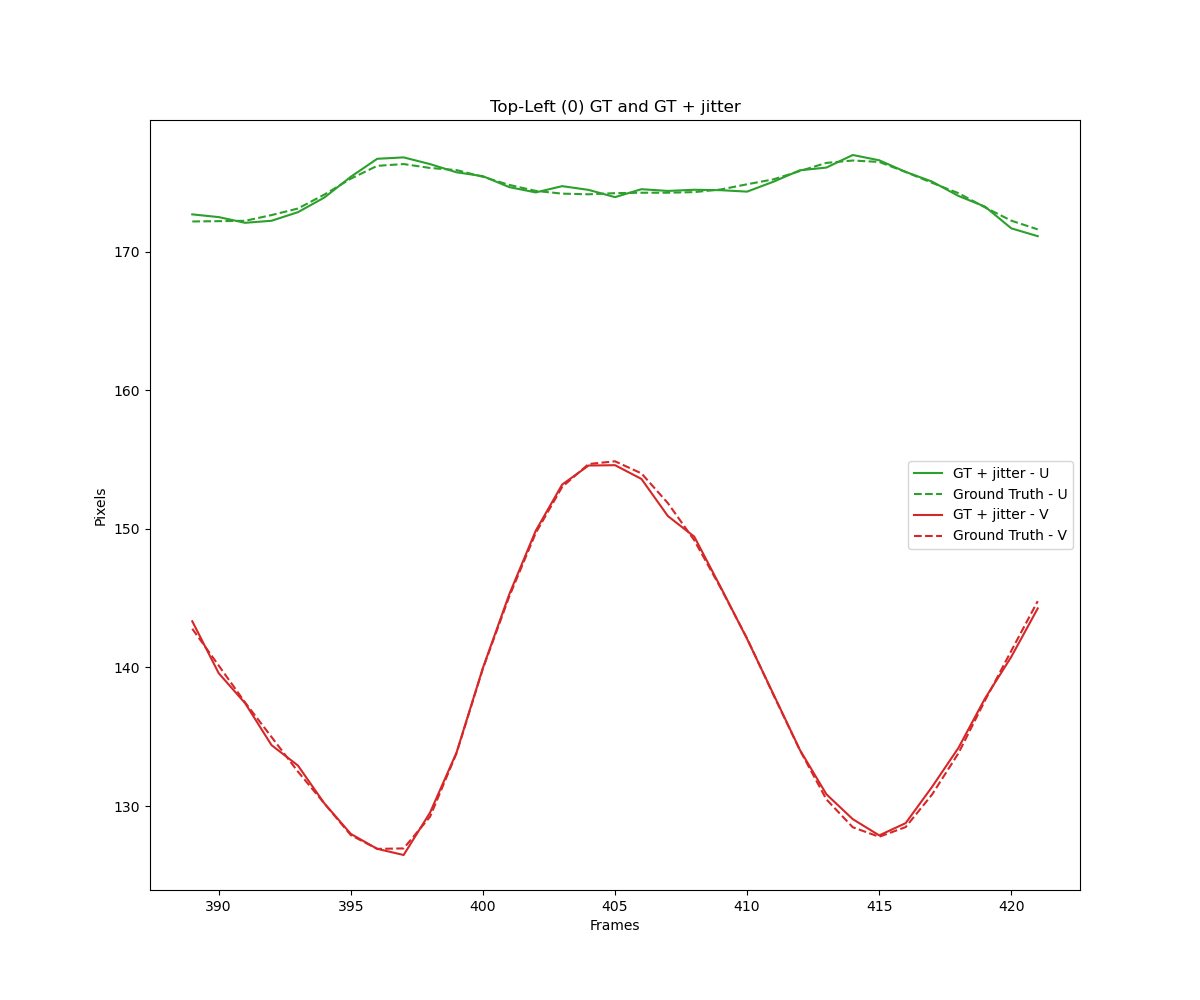 Top-Left (0) GT and GT + jitter
170
160
150
140
130
Pixels
GT + jitter - U
Ground Truth - U
GT + jitter - V
Ground Truth - V
390 395 400 405 410 415 420
Frames